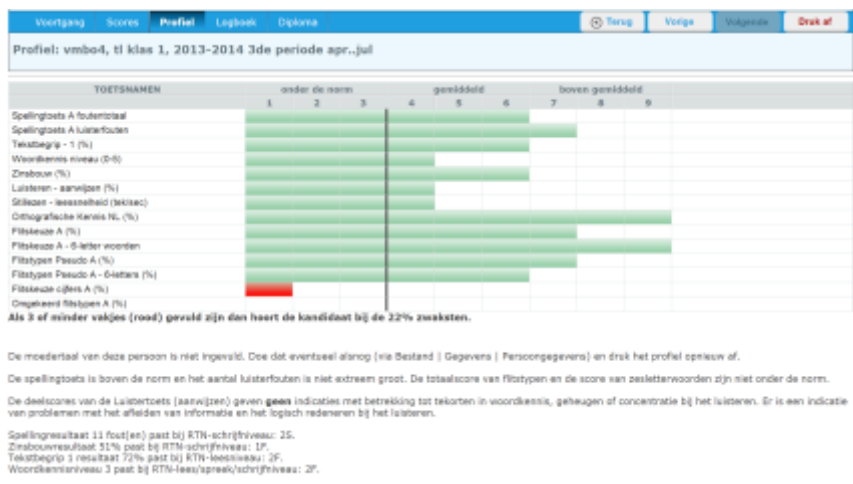 Voortgang Scores Profiel Logboek Diploma Terug Vorige Volgende Druk af
Profiel: vmbo4, tl klas 1, 2013-2014 3de periode apr..jul
TOETSNAMEN onder de norm gemiddeld boven gemiddeld
1 2 3 4 5 6 7 8 9
Spellingtoets A foutentotaal
Spellingtoets A luisterfouten
Tekstbegrip - 1 (%)
Woordkennis niveau (0-5)
Zinsbouw (%)
Luisteren - aanwijzen (%)
Stillezen - leessnelheid (tek/sec)
Orthografische Kennis NL (%)
Flitskeuze A (%)
Flitskeuze A - 6-letter woorden
Flitstypen Pseudo A (%)
Flitstypen Pseudo A - 6-letters (%)
Flitskeuze cijfers A (%)
Omgekeerd flitstypen A (%)
Als 3 of minder vakjes (rood) gevuld zijn dan hoort de kandidaat bij de 22% zwaksten.
De moedertaal van deze persoon is niet ingevuld. Doe dat eventueel alsnog (via Bestand | Gegevens | Persoongegevens) en druk het profiel opnieuw af.
De spellingtoets is boven de norm en het aantal luisterfouten is niet extreem groot. De totaalscore van flitstypen en de score van zesletterwoorden zijn niet onder de norm.
De deelscores van de Luistertoets (aanwijzen) geven geen indicaties met betrekking tot tekorten in woordkennis, geheugen of concentratie bij het luisteren. Er is een indicatie
van problemen met het afleiden van informatie en het logisch redeneren bij het luisteren.
Spellingresultaat 11 fout(en) past bij RTN-schrijfniveau: 2S.
Zinsbouwresultaat 51% past bij RTN-schrijfniveau: 1F.
Tekstbegrip 1 resultaat 72% past bij RTN-leesniveau: 2F.
Woordkennisniveau 3 past bij RTN-lees/spreek/schrijfniveau: 2F.